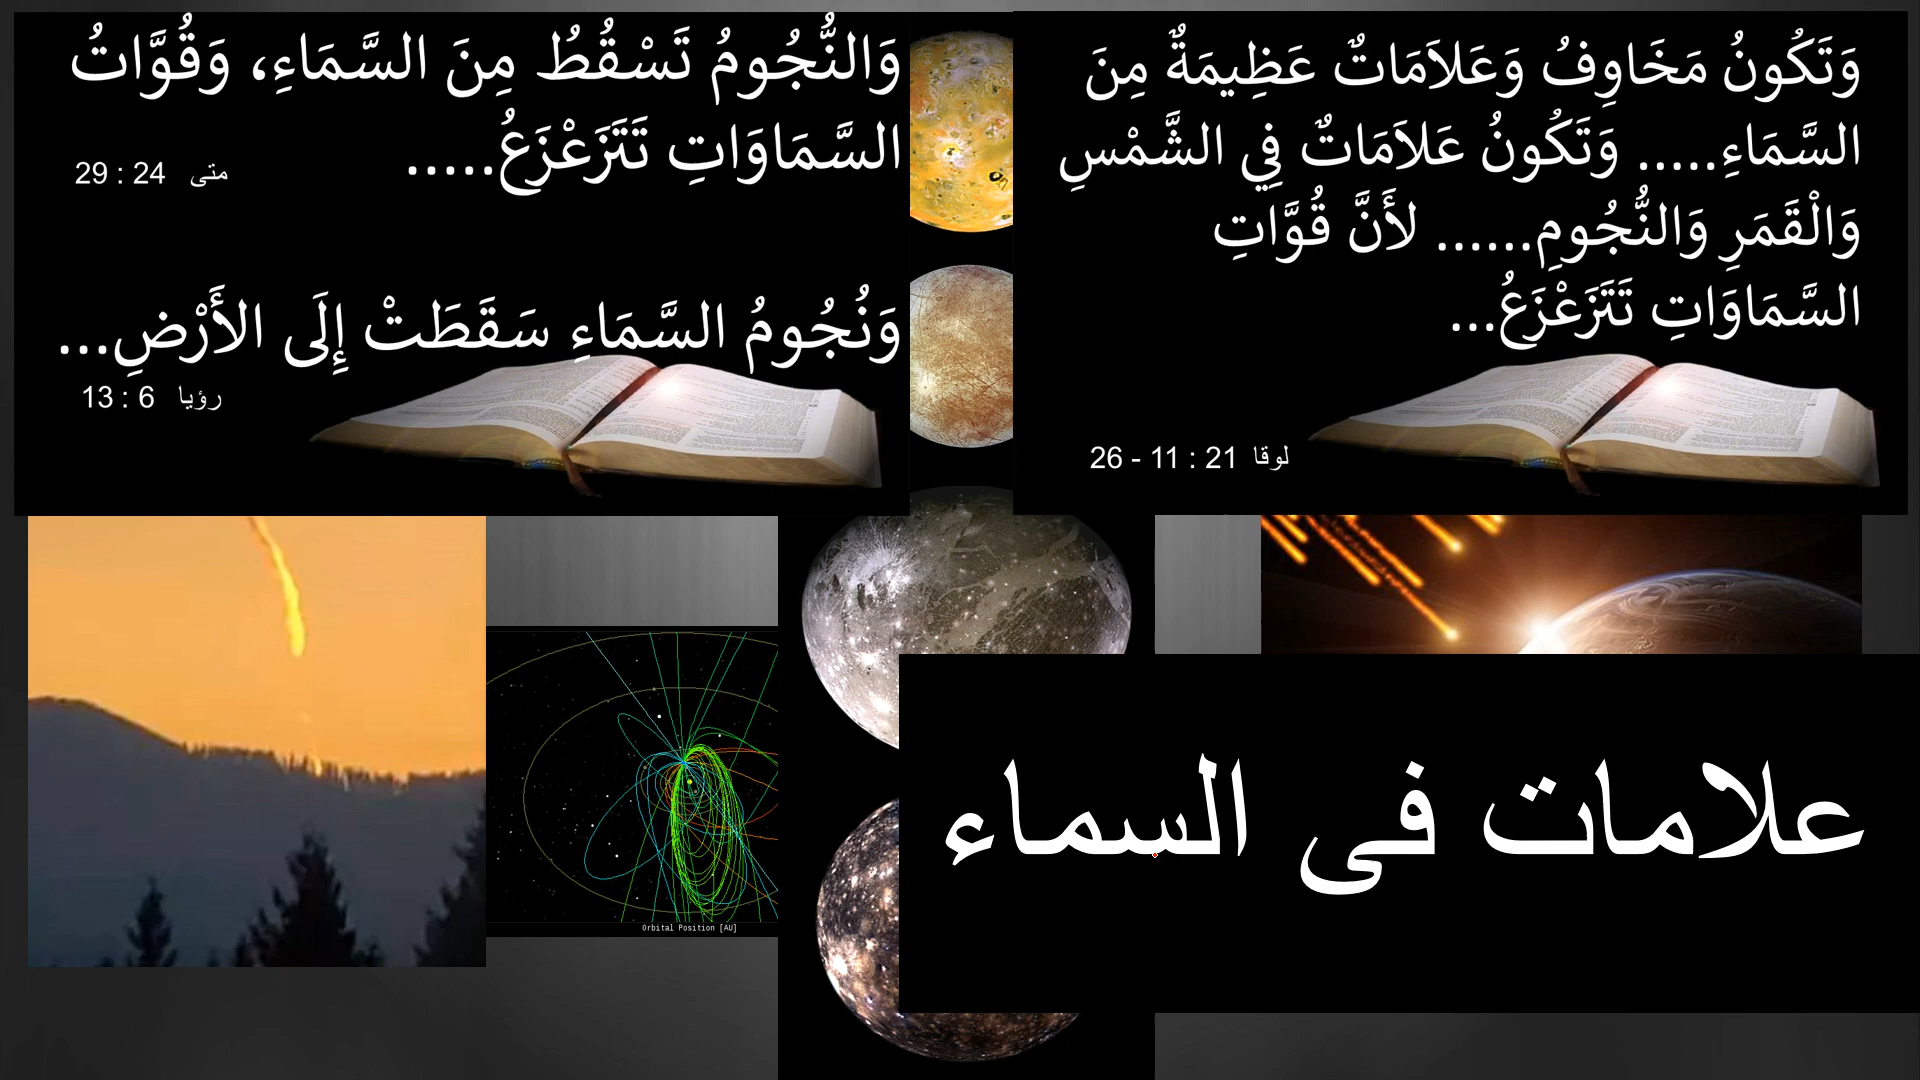 وَالنُّجُومُ تَسْقُطُ مِنَ السَّمَاءِ، وَقُوَّاتُ
السَّمَاوَاتِ تَتَزَعْزَعُ.....
متى 24 : 29
وَنُجُومُ السَّمَاءِ سَقَطَتْ إِلَى الأَرْضِ...
رؤيا 6 : 13
وَتَكُونُ مَخَاوِفُ وَعَلاَمَاتٌ عَظِيمَةٌ مِنَ
السَّمَاءِ..... وَتَكُونُ عَلاَمَاتٌ فِي الشَّمْسِ
وَالْقَمَرِ وَالنُّجُومِ...... لأَنَّ قُوَّاتِ
السَّمَاوَاتِ تَتَزَعْزَعُ...
لوقا 21 : 11 - 26
Orbital Position [AU]
علامات فى السماء